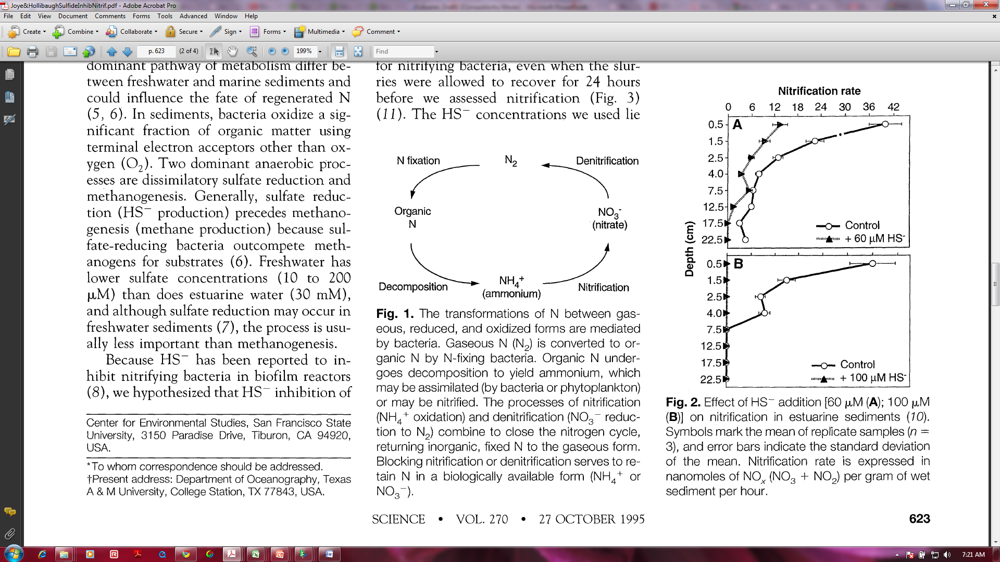 Joye&HollibaughSulfideInhibNitrif.pdf - Adobe Acrobat Pro
File Edit View Document Comments Forms Tools Advanced Window Help
Create Combine Collaborate Secure Sign Forms Multimedia Comment
p. 623 (2 of 4) 199% Find
dominant pathway of metabolism differ be-
tween freshwater and marine sediments and
could influence the fate of regenerated N
(5, 6). In sediments, bacteria oxidize a sig-
nificant fraction of organic matter using
terminal electron acceptors other than ox-
ygen (O₂). Two dominant anaerobic proc-
esses are dissimilatory sulfate reduction and
methanogenesis. Generally, sulfate reduc-
tion (HS⁻ production) precedes methano-
genesis (methane production) because sul-
fate-reducing bacteria outcompete meth-
anogens for substrates (6). Freshwater has
lower sulfate concentrations (10 to 200
μM) than does estuarine water (30 mM),
and although sulfate reduction may occur in
freshwater sediments (7), the process is usu-
ally less important than methanogenesis.
Because HS⁻ has been reported to in-
hibit nitrifying bacteria in biofilm reactors
(8), we hypothesized that HS⁻ inhibition of
Center for Environmental Studies, San Francisco State
University, 3150 Paradise Drive, Tiburon, CA 94920,
USA.
*To whom correspondence should be addressed.
†Present address: Department of Oceanography, Texas
A & M University, College Station, TX 77843, USA.
for nitrifying bacteria, even when the slur-
ries were allowed to recover for 24 hours
before we assessed nitrification (Fig. 3)
(11). The HS⁻ concentrations we used lie
N fixation N₂ Denitrification
Organic
N
NO₃⁻
(nitrate)
Decomposition
NH₄⁺
(ammonium)
Nitrification
Fig. 1. The transformations of N between gas-
eous, reduced, and oxidized forms are mediated
by bacteria. Gaseous N (N₂) is converted to or-
ganic N by N-fixing bacteria. Organic N under-
goes decomposition to yield ammonium, which
may be assimilated (by bacteria or phytoplankton)
or may be nitrified. The processes of nitrification
(NH₄⁺ oxidation) and denitrification (NO₃⁻ reduc-
tion to N₂) combine to close the nitrogen cycle,
returning inorganic, fixed N to the gaseous form.
Blocking nitrification or denitrification serves to re-
tain N in a biologically available form (NH₄⁺ or
NO₃⁻).
Nitrification rate
0 6 12 18 24 30 36 42
A
0.5
1.5
2.5
4.0
7.5
12.5
17.5
22.5
Control
+ 60 μM HS⁻
Depth (cm)
B
0.5
1.5
2.5
4.0
7.5
12.5
17.5
22.5
Control
+ 100 μM HS⁻
Fig. 2. Effect of HS⁻ addition [60 μM (A); 100 μM
(B)] on nitrification in estuarine sediments (10).
Symbols mark the mean of replicate samples (n =
3), and error bars indicate the standard deviation
of the mean. Nitrification rate is expressed in
nanomoles of NOₓ (NO₃ + NO₂) per gram of wet
sediment per hour.
SCIENCE • VOL. 270 • 27 OCTOBER 1995
623
7:21 AM